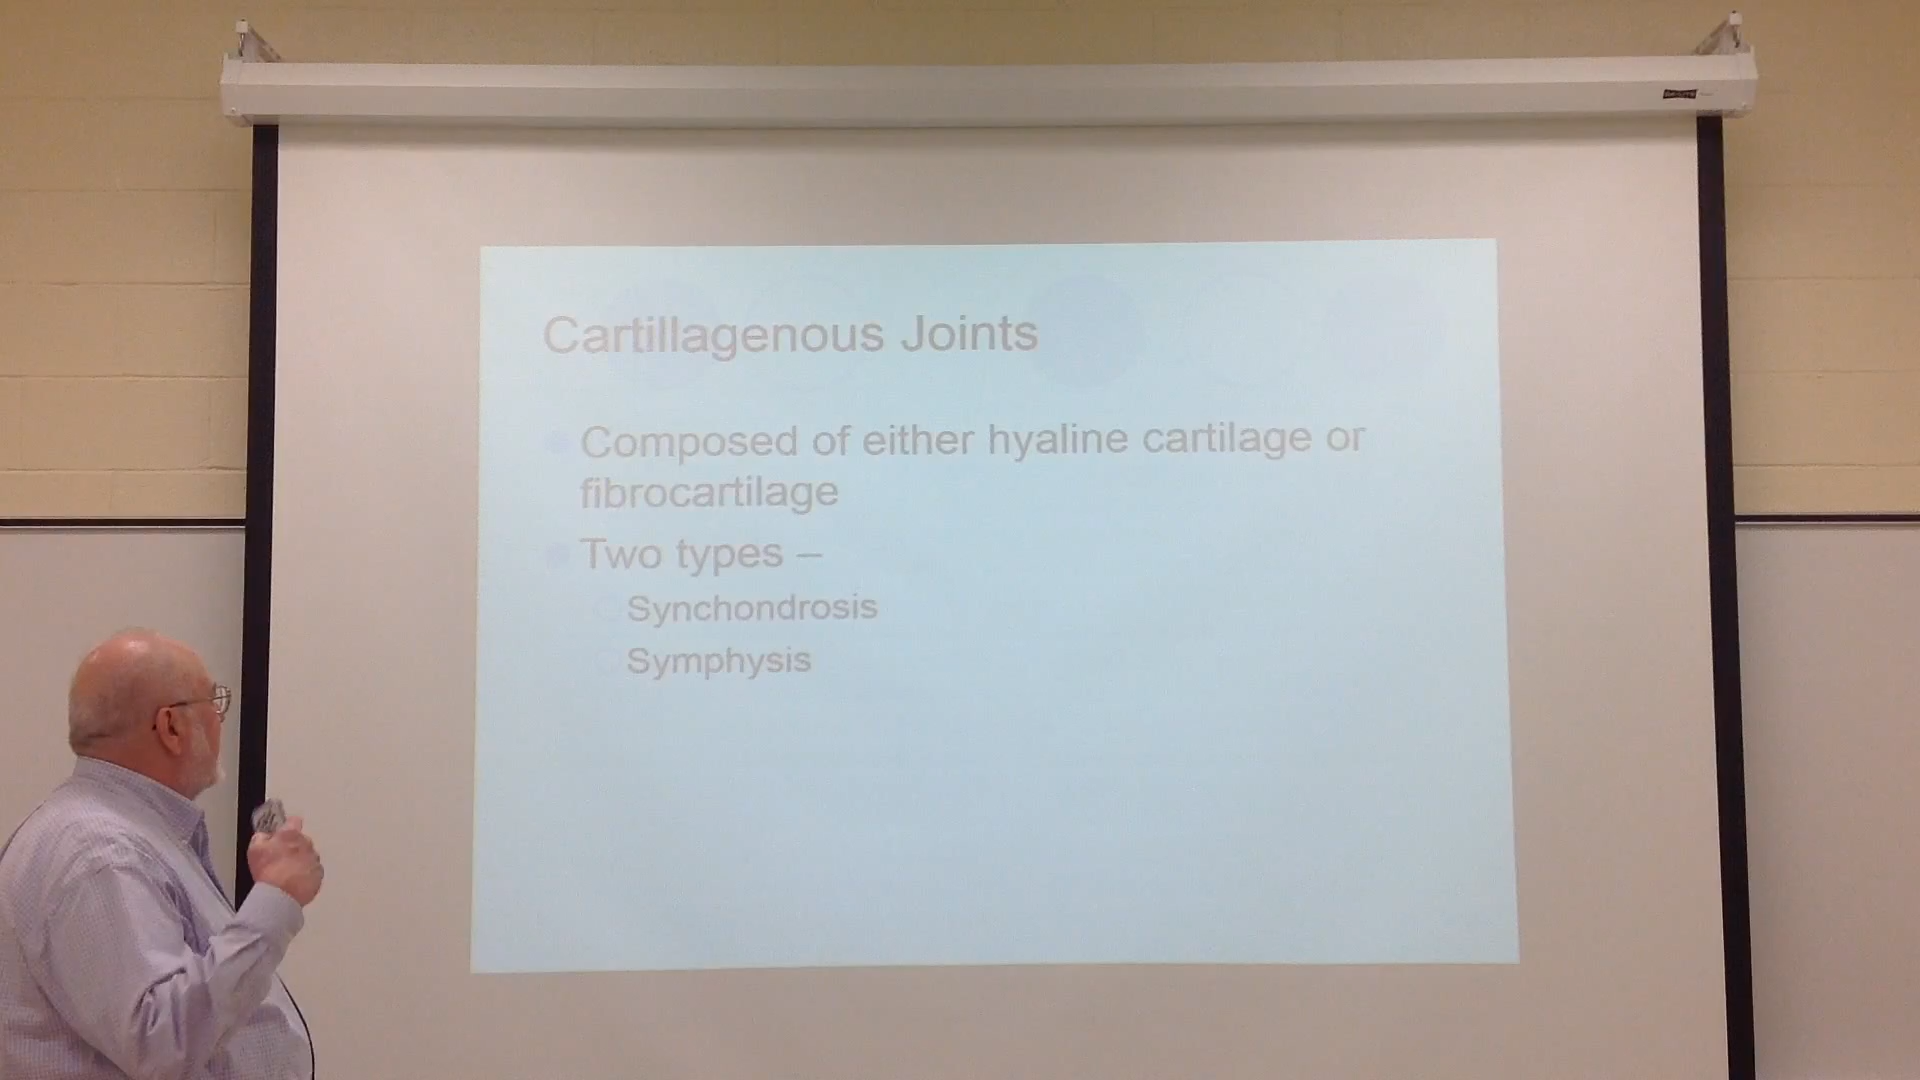 Cartillagenous Joints
Composed of either hyaline cartilage or
fibrocartilage
Two types –
Synchondrosis
Symphysis